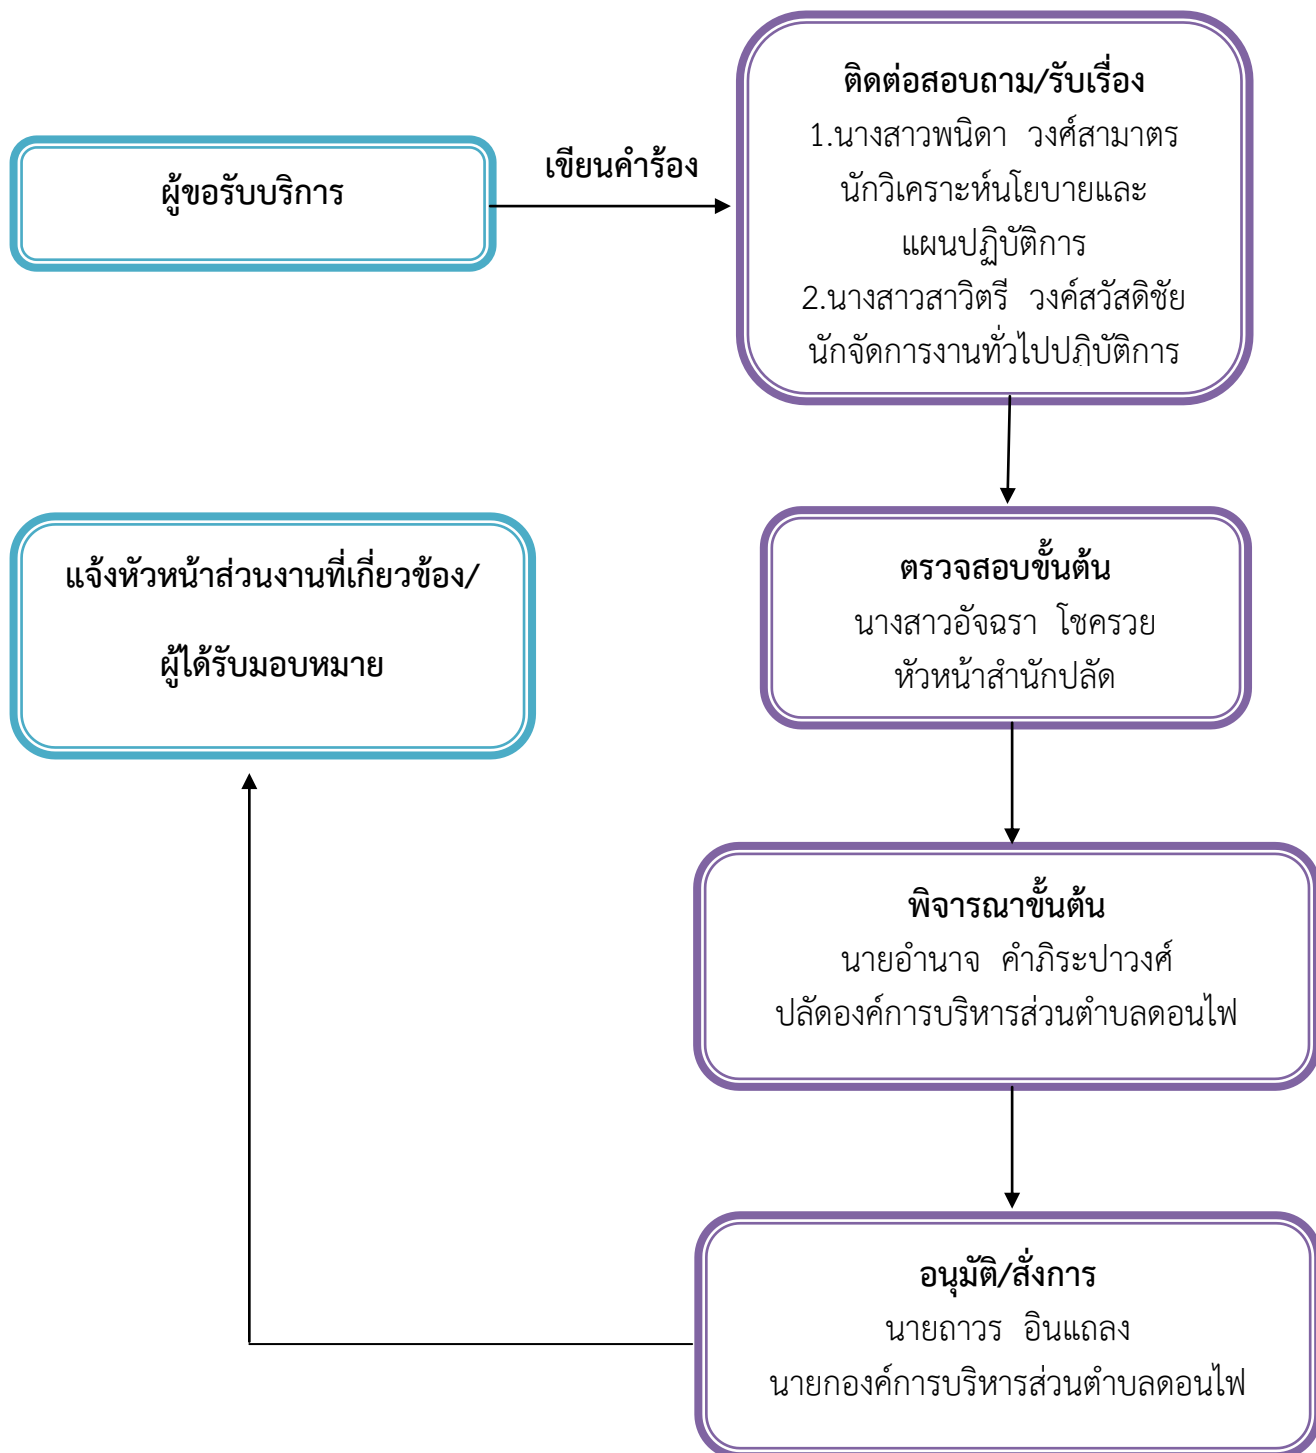 ผู้ขอรับบริการ
เขียนคำร้อง
ติดต่อสอบถาม/รับเรื่อง
1.นางสาวพนิดา วงศ์สามาตร
นักวิเคราะห์นโยบายและ
แผนปฏิบัติการ
2.นางสาวสาวิตรี วงค์สวัสดิชัย
นักจัดการงานทั่วไปปฏิบัติการ
ตรวจสอบขั้นต้น
นางสาวอัจฉรา โชครวย
หัวหน้าสำนักปลัด
พิจารณาขั้นต้น
นายอำนาจ คำภิระปาวงศ์
ปลัดองค์การบริหารส่วนตำบลดอนไฟ
อนุมัติ/สั่งการ
นายถาวร อินแถลง
นายกองค์การบริหารส่วนตำบลดอนไฟ
แจ้งหัวหน้าส่วนงานที่เกี่ยวข้อง/
ผู้ได้รับมอบหมาย